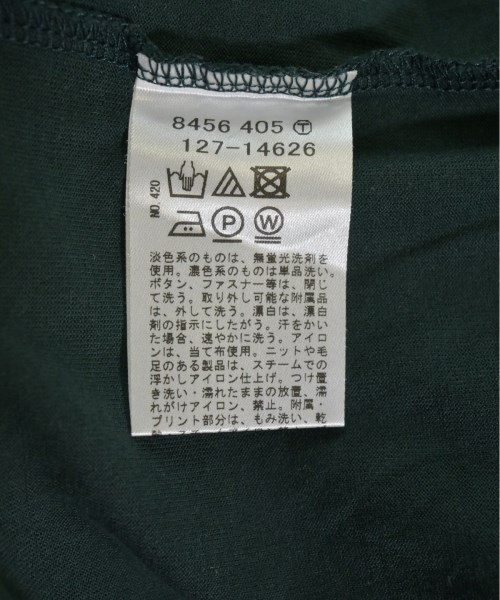 8456 405 Ⓣ
127-14626
NO.420
P W
淡色系のものは、無蛍光洗剤を
使用。濃色系のものは単品洗い。
ボタン、ファスナー等は、閉じ
て洗う。取り外し可能な附属品
は、外して洗う。漂白は、漂白
剤の指示にしたがう。汗をかい
た場合、速やかに洗う。アイロ
ンは、当て布使用。ニットや毛
足のある製品は、スチームでの
浮かしアイロン仕上げ。つけ置
き洗い・濡れたままの放置、濡
れがけアイロン、禁止。附属・
プリント部分は、もみ洗い、乾